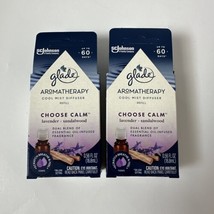 SC Johnson
UP TO
60
DAYS
glade
AROMATHERAPY
COOL MIST DIFFUSER
REFILL
CHOOSE CALM™
lavender • sandalwood
DUAL BLEND OF
ESSENTIAL OIL-INFUSED
FRAGRANCE
CAUTION
SC Johnson
UP TO
60
DAYS
glade
AROMATHERAPY
COOL MIST DIFFUSER
REFILL
CHOOSE CALM™
lavender • sandalwood
DUAL BLEND OF
ESSENTIAL OIL-INFUSED
FRAGRANCE
CAUTION